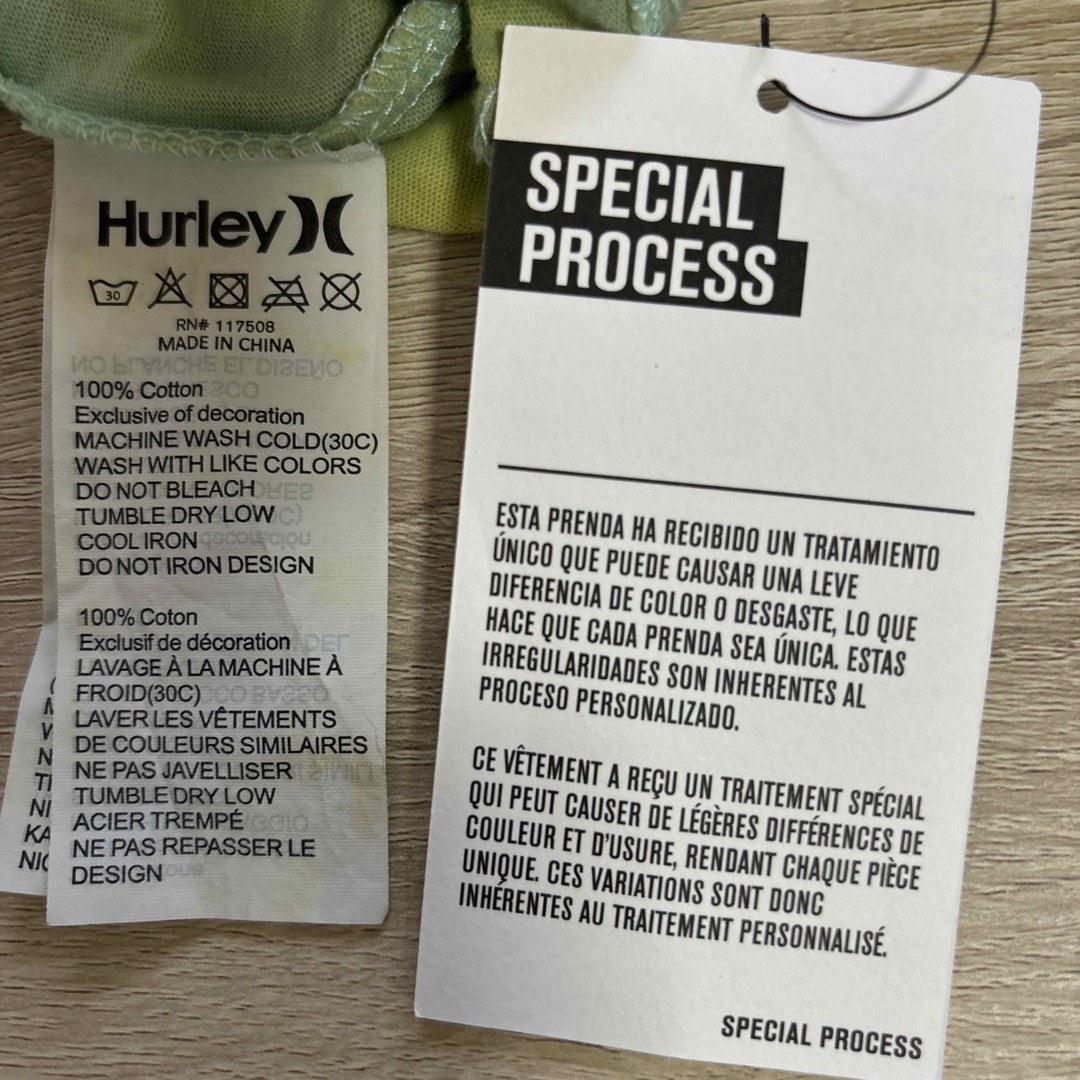 Hurley
30
RN# 117508
MADE IN CHINA
100% Cotton
Exclusive of decoration
MACHINE WASH COLD(30C)
WASH WITH LIKE COLORS
DO NOT BLEACH
TUMBLE DRY LOW
COOL IRON
DO NOT IRON DESIGN
100% Coton
Exclusif de décoration
LAVAGE À LA MACHINE À
FROID(30C)
LAVER LES VÊTEMENTS
DE COULEURS SIMILAIRES
NE PAS JAVELLISER
TUMBLE DRY LOW
ACIER TREMPÉ
NE PAS REPASSER LE
DESIGN
SPECIAL
PROCESS
ESTA PRENDA HA RECIBIDO UN TRATAMIENTO
ÚNICO QUE PUEDE CAUSAR UNA LEVE
DIFERENCIA DE COLOR O DESGASTE, LO QUE
HACE QUE CADA PRENDA SEA ÚNICA. ESTAS
IRREGULARIDADES SON INHERENTES AL
PROCESO PERSONALIZADO.
CE VÊTEMENT A REÇU UN TRAITEMENT SPÉCIAL
QUI PEUT CAUSER DE LÉGÈRES DIFFÉRENCES DE
COULEUR ET D'USURE, RENDANT CHAQUE PIÈCE
UNIQUE. CES VARIATIONS SONT DONC
INHÉRENTES AU TRAITEMENT PERSONNALISÉ.
SPECIAL PROCESS